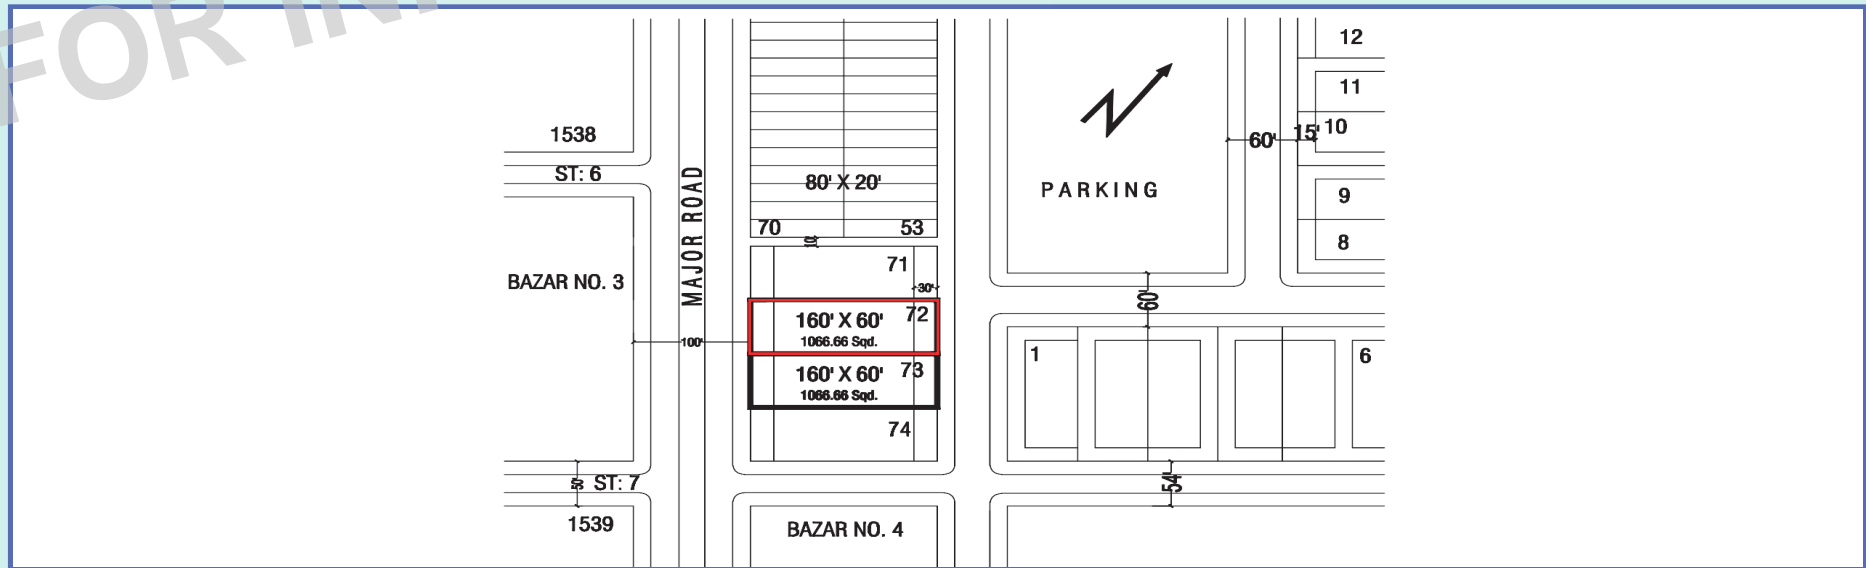 FOR IN
12
11
10
15'
60'
1538
ST: 6
MAJOR ROAD
80' X 20'
PARKING
9
8
70
53
10'
71
30'
BAZAR NO. 3
72
160' X 60'
1066.66 Sqd.
60'
100'
73
160' X 60'
1066.66 Sqd.
1
6
74
50'
ST: 7
54'
1539
BAZAR NO. 4